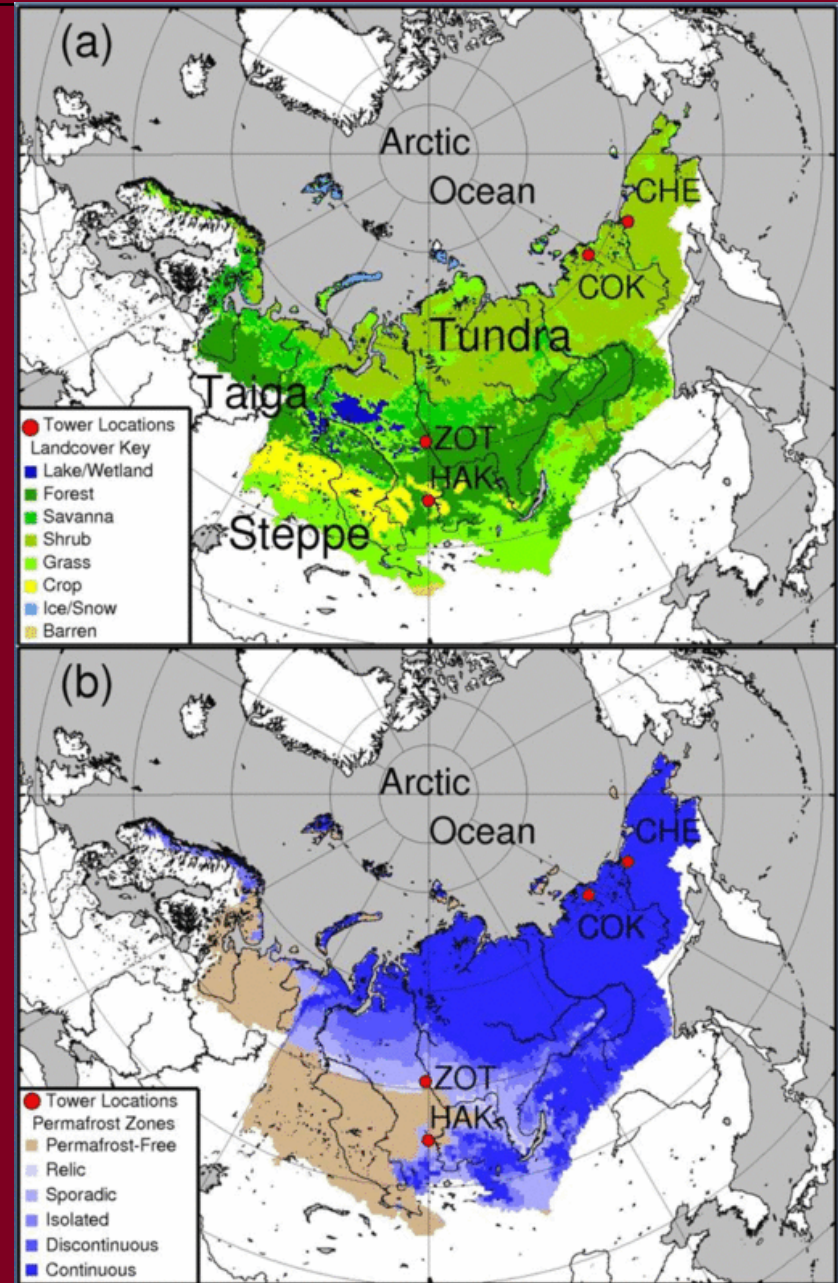 (a)
Arctic
Ocean
CHE
COK
Tundra
Taiga
ZOT
HAK
Steppe
Tower Locations
Landcover Key
Lake/Wetland
Forest
Savanna
Shrub
Grass
Crop
Ice/Snow
Barren
(b)
Arctic
Ocean
CHE
COK
ZOT
HAK
Tower Locations
Permafrost Zones
Permafrost-Free
Relic
Sporadic
Isolated
Discontinuous
Continuous